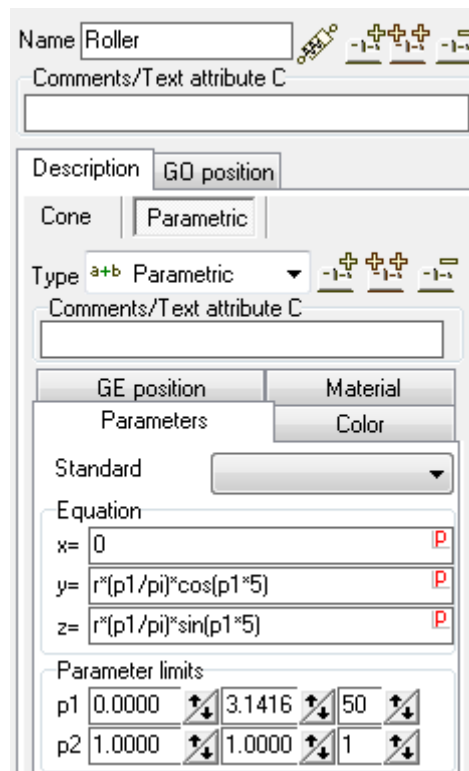 Name Roller
Comments/Text attribute C
Description GO position
Cone Parametric
Type a+b Parametric
Comments/Text attribute C
GE position Material
Parameters Color
Standard
Equation
x= 0 P
y= r*(p1/pi)*cos(p1*5) P
z= r*(p1/pi)*sin(p1*5) P
Parameter limits
p1 0.0000 3.1416 50
p2 1.0000 1.0000 1